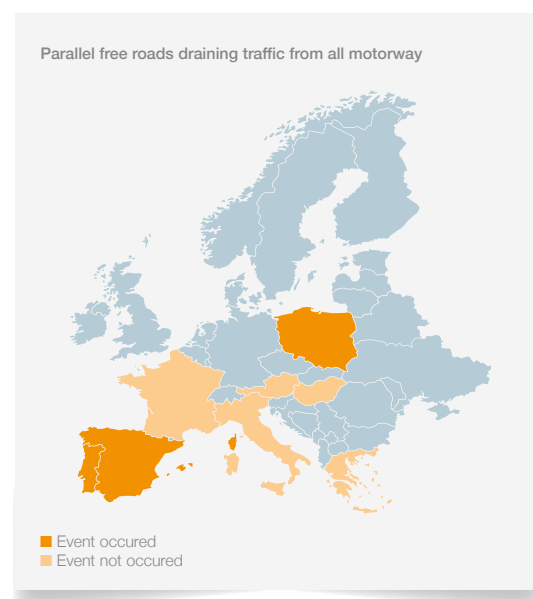 Parallel free roads draining traffic from all motorway
Event occured
Event not occured